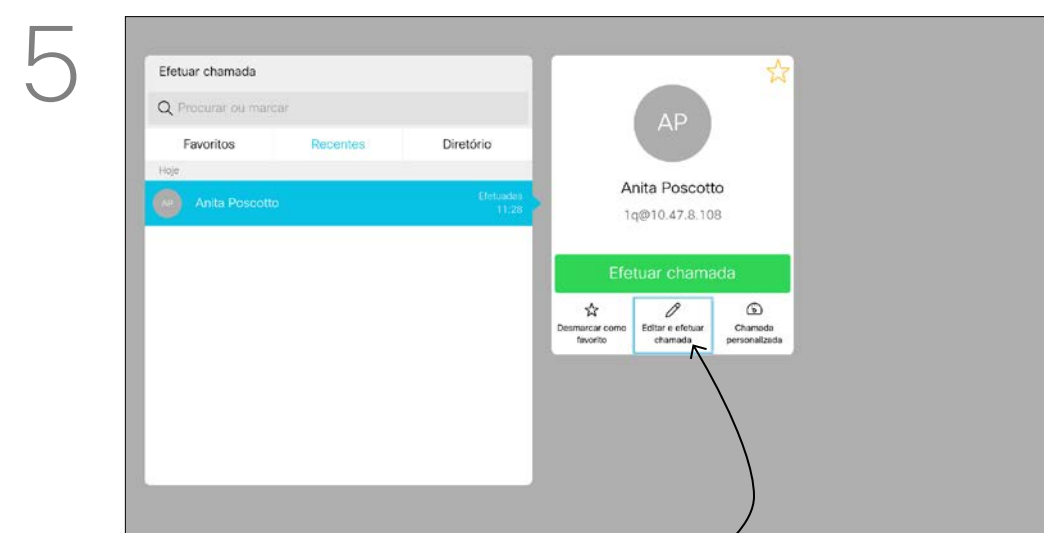 5
Efetuar chamada
Procurar ou marcar
Favoritos Recentes Diretório
Hoje
AP Anita Poscotto Efetuadas
11:28
AP
Anita Poscotto
1q@10.47.8.108
Efetuar chamada
Desmarcar como
favorito
Editar e efetuar
chamada
Chamada
personalizada